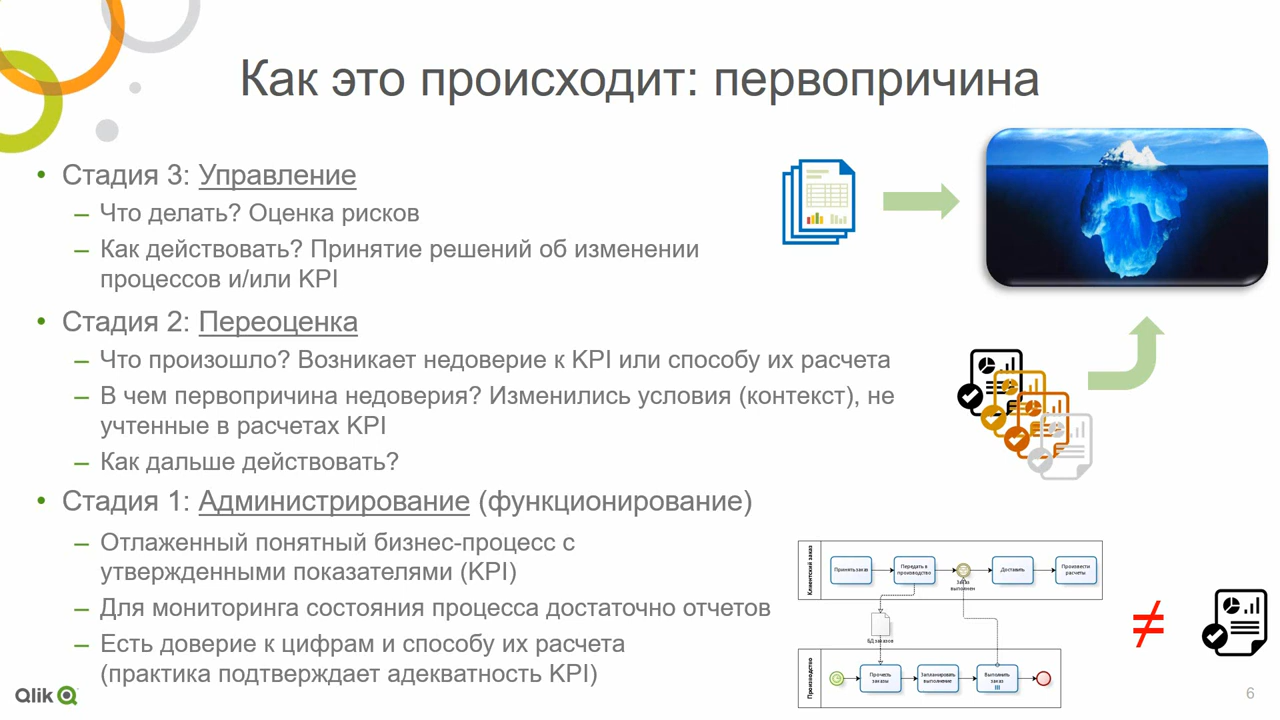 Как это происходит: первопричина
• Стадия 3: Управление
– Что делать? Оценка рисков
– Как действовать? Принятие решений об изменении
процессов и/или KPI
• Стадия 2: Переоценка
– Что произошло? Возникает недоверие к KPI или способу их расчета
– В чем первопричина недоверия? Изменились условия (контекст), не
учтенные в расчетах KPI
– Как дальше действовать?
• Стадия 1: Администрирование (функционирование)
– Отлаженный понятный бизнес-процесс с
утвержденными показателями (KPI)
– Для мониторинга состояния процесса достаточно отчетов
– Есть доверие к цифрам и способу их расчета
(практика подтверждает адекватность KPI)
Клиентский заказ
Принять заказ
Передать в
производство
Заказ
выполнен
Доставить
Произвести
расчеты
БД заказов
Производство
Прочесть
заказы
Запланировать
выполнение
Выполнить
заказ
≠
Qlik
6